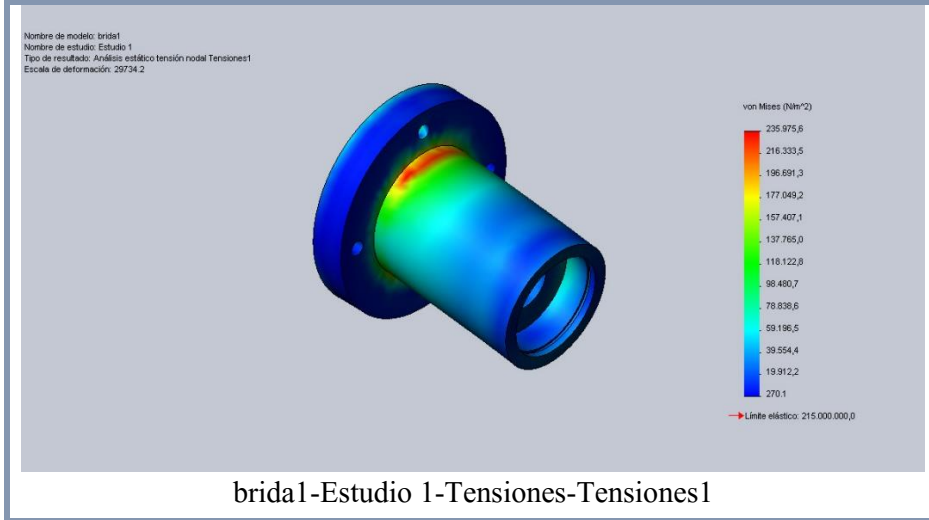 Nombre de modelo: brida1
Nombre de estudio: Estudio 1
Tipo de resultado: Análisis estático tensión nodal Tensiones1
Escala de deformación: 29734.2
von Mises (N/m^2)
235.975,6
216.333,5
196.691,3
177.049,2
157.407,1
137.765,0
118.122,8
98.480,7
78.838,6
59.196,5
39.554,4
19.912,2
270.1
Límite elástico: 215.000.000,0
brida1-Estudio 1-Tensiones-Tensiones1